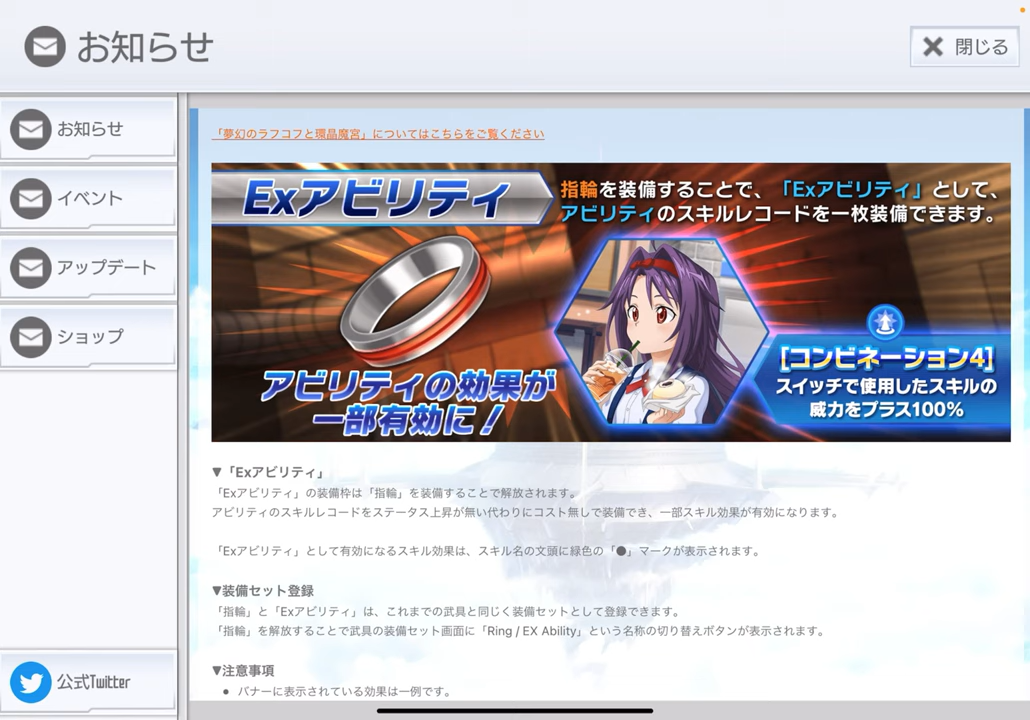 お知らせ
閉じる
お知らせ
イベント
アップデート
ショップ
公式Twitter
「夢幻のラフコフと環晶魔宮」についてはこちらをご覧ください
Exアビリティ
指輪を装備することで、「Exアビリティ」として、
アビリティのスキルレコードを一枚装備できます。
アビリティの効果が
一部有効に！
[コンビネーション4]
スイッチで使用したスキルの
威力をプラス100%
▼「Exアビリティ」
「Exアビリティ」の装備枠は「指輪」を装備することで解放されます。
アビリティのスキルレコードをステータス上昇が無い代わりにコスト無しで装備でき、一部スキル効果が有効になります。
「Exアビリティ」として有効になるスキル効果は、スキル名の文頭に緑色の「●」マークが表示されます。
▼装備セット登録
「指輪」と「Exアビリティ」は、これまでの武具と同じく装備セットとして登録できます。
「指輪」を解放することで武具の装備セット画面に「Ring / EX Ability」という名称の切り替えボタンが表示されます。
▼注意事項
● バナーに表示されている効果は一例です。